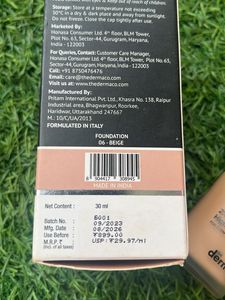 Storage: Store at a temperature not exceeding
30°C in a dry & dark place away from sunlight.
Do not freeze. Close the cap tightly after use.
Marketed By:
Honasa Consumer Ltd. 4th floor, BLM Tower,
Plot No. 63, Sector-44, Gurugram, Haryana,
India - 122003
For Queries, Contact: Customer Care Manager,
Honasa Consumer Ltd. 4th floor, BLM Tower, Plot No 63,
Sector-44, Gurugram, Haryana, India - 122003
Call: +91 8750476476
Email: care@thedermaco.com
Website: www.thedermaco.com
Manufactured By:
Pritam International Pvt. Ltd., Khasra No. 138, Raipur
Industrial area, Bhagwanpur, Roorkee,
Haridwar, Uttarakhand 247667
M.: 10/C/UA/2013
FORMULATED IN ITALY
FOUNDATION
06 - BEIGE
8 904417 308945
MADE IN INDIA
Net Content : 30 ml
Batch No. :
Mfg. Date :
Use Before :
M.R.P. ₹ :
(Incl. of all taxes)
5001
09/2023
08/2026
₹899.00
USP:₹29.97/Ml
derm